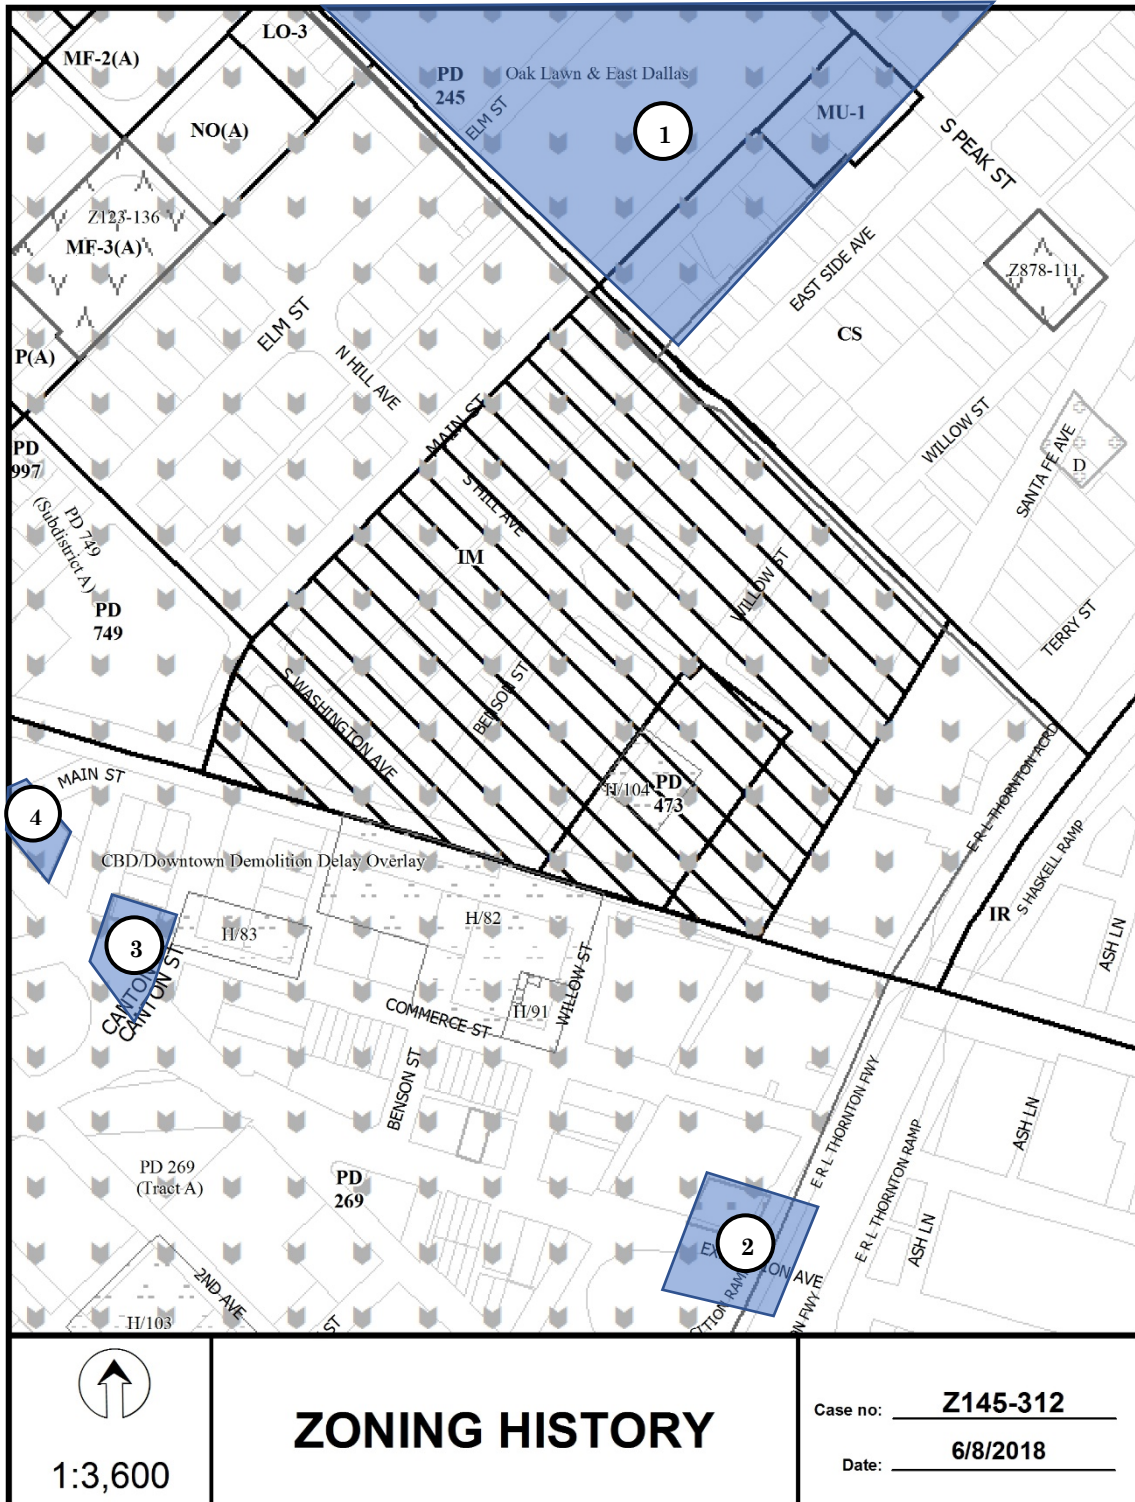 LO-3
MF-2(A)
PD
245
Oak Lawn & East Dallas
ELM ST
MU-1
1
NO(A)
S PEAK ST
Z123-136
MF-3(A)
EAST SIDE AVE
Z878-111
ELM ST
CS
P(A)
N HILL AVE
MAIN ST
WILLOW ST
PD
997
SANTA FE AVE
D
S HILL AVE
PD 749
(Subdistrict A)
IM
WILLOW ST
PD
749
TERRY ST
S WASHINGTON AVE
BENSON ST
MAIN ST
H/104
PD
473
E R L THORNTON ACRD
4
CBD/Downtown Demolition Delay Overlay
S HASKELL RAMP
IR
H/82
H/83
3
ASH LN
CANTON
CANTON ST
COMMERCE ST
H/91
WILLOW ST
BENSON ST
E R L THORNTON FWY
ASH LN
PD 269
(Tract A)
PD
269
E R L THORNTON RAMP
ASH LN
2
ION AVE
2ND AVE
H/103
ST
1:3,600
ZONING HISTORY
Case no: Z145-312
Date: 6/8/2018